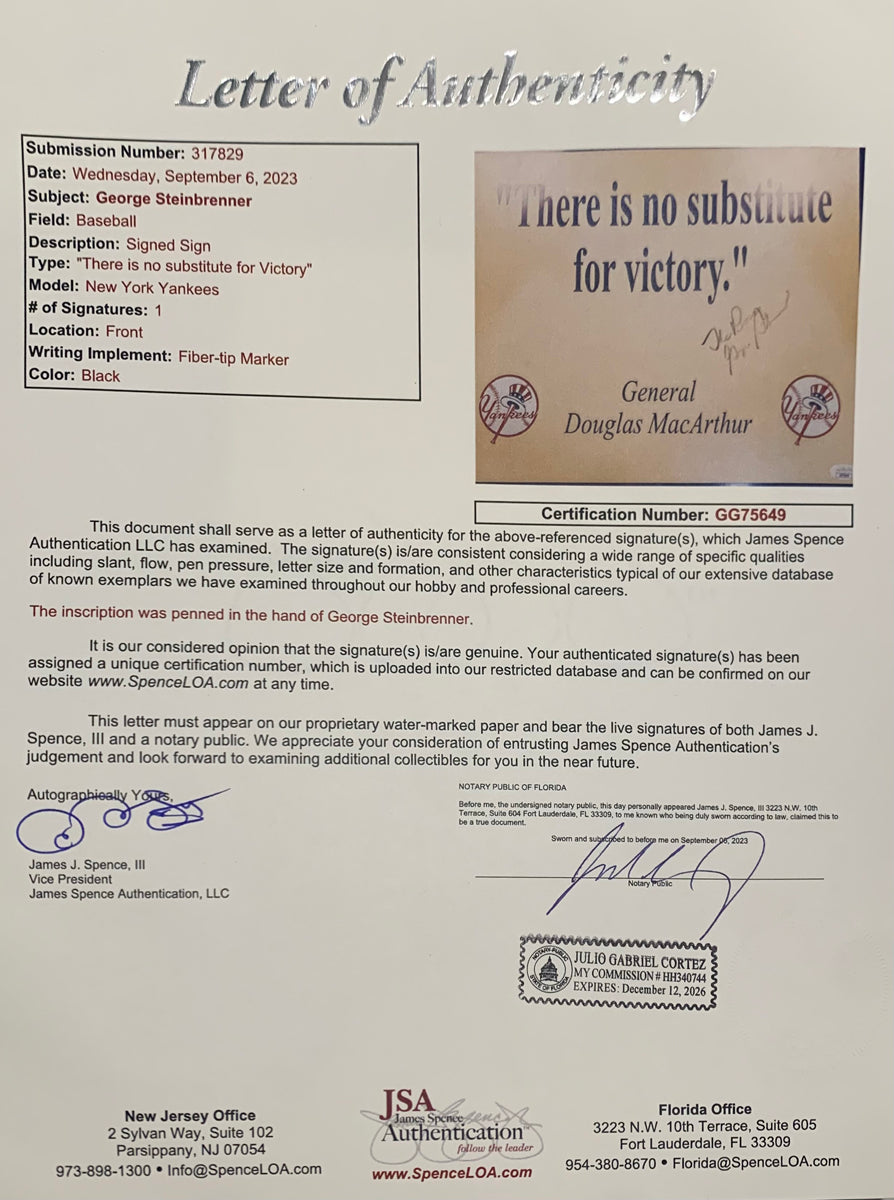 Letter of Authenticity
Submission Number: 317829
Date: Wednesday, September 6, 2023
Subject: George Steinbrenner
Field: Baseball
Description: Signed Sign
Type: "There is no substitute for Victory"
Model: New York Yankees
# of Signatures: 1
Location: Front
Writing Implement: Fiber-tip Marker
Color: Black
"There is no substitute
for victory."
General
Douglas MacArthur
Yankees
Yankees
Certification Number: GG75649
This document shall serve as a letter of authenticity for the above-referenced signature(s), which James Spence
Authentication LLC has examined. The signature(s) is/are consistent considering a wide range of specific qualities
including slant, flow, pen pressure, letter size and formation, and other characteristics typical of our extensive database
of known exemplars we have examined throughout our hobby and professional careers.
The inscription was penned in the hand of George Steinbrenner.
It is our considered opinion that the signature(s) is/are genuine. Your authenticated signature(s) has been
assigned a unique certification number, which is uploaded into our restricted database and can be confirmed on our
website www.SpenceLOA.com at any time.
This letter must appear on our proprietary water-marked paper and bear the live signatures of both James J.
Spence, III and a notary public. We appreciate your consideration of entrusting James Spence Authentication's
judgement and look forward to examining additional collectibles for you in the near future.
Autographically Yours,
James J. Spence, III
Vice President
James Spence Authentication, LLC
NOTARY PUBLIC OF FLORIDA
Before me, the undersigned notary public, this day personally appeared James J. Spence, III 3223 N.W. 10th
Terrace, Suite 604 Fort Lauderdale, FL 33309, to me known who being duly sworn according to law, claimed this to
be a true document.
Sworn and subscribed to before me on September 06, 2023
Notary Public
NOTARY PUBLIC
STATE OF FLORIDA
JULIO GABRIEL CORTEZ
MY COMMISSION # HH340744
EXPIRES: December 12, 2026
New Jersey Office
2 Sylvan Way, Suite 102
Parsippany, NJ 07054
973-898-1300 • Info@SpenceLOA.com
JSA
James Spence
Authentication™
follow the leader
www.SpenceLOA.com
Florida Office
3223 N.W. 10th Terrace, Suite 605
Fort Lauderdale, FL 33309
954-380-8670 • Florida@SpenceLOA.com